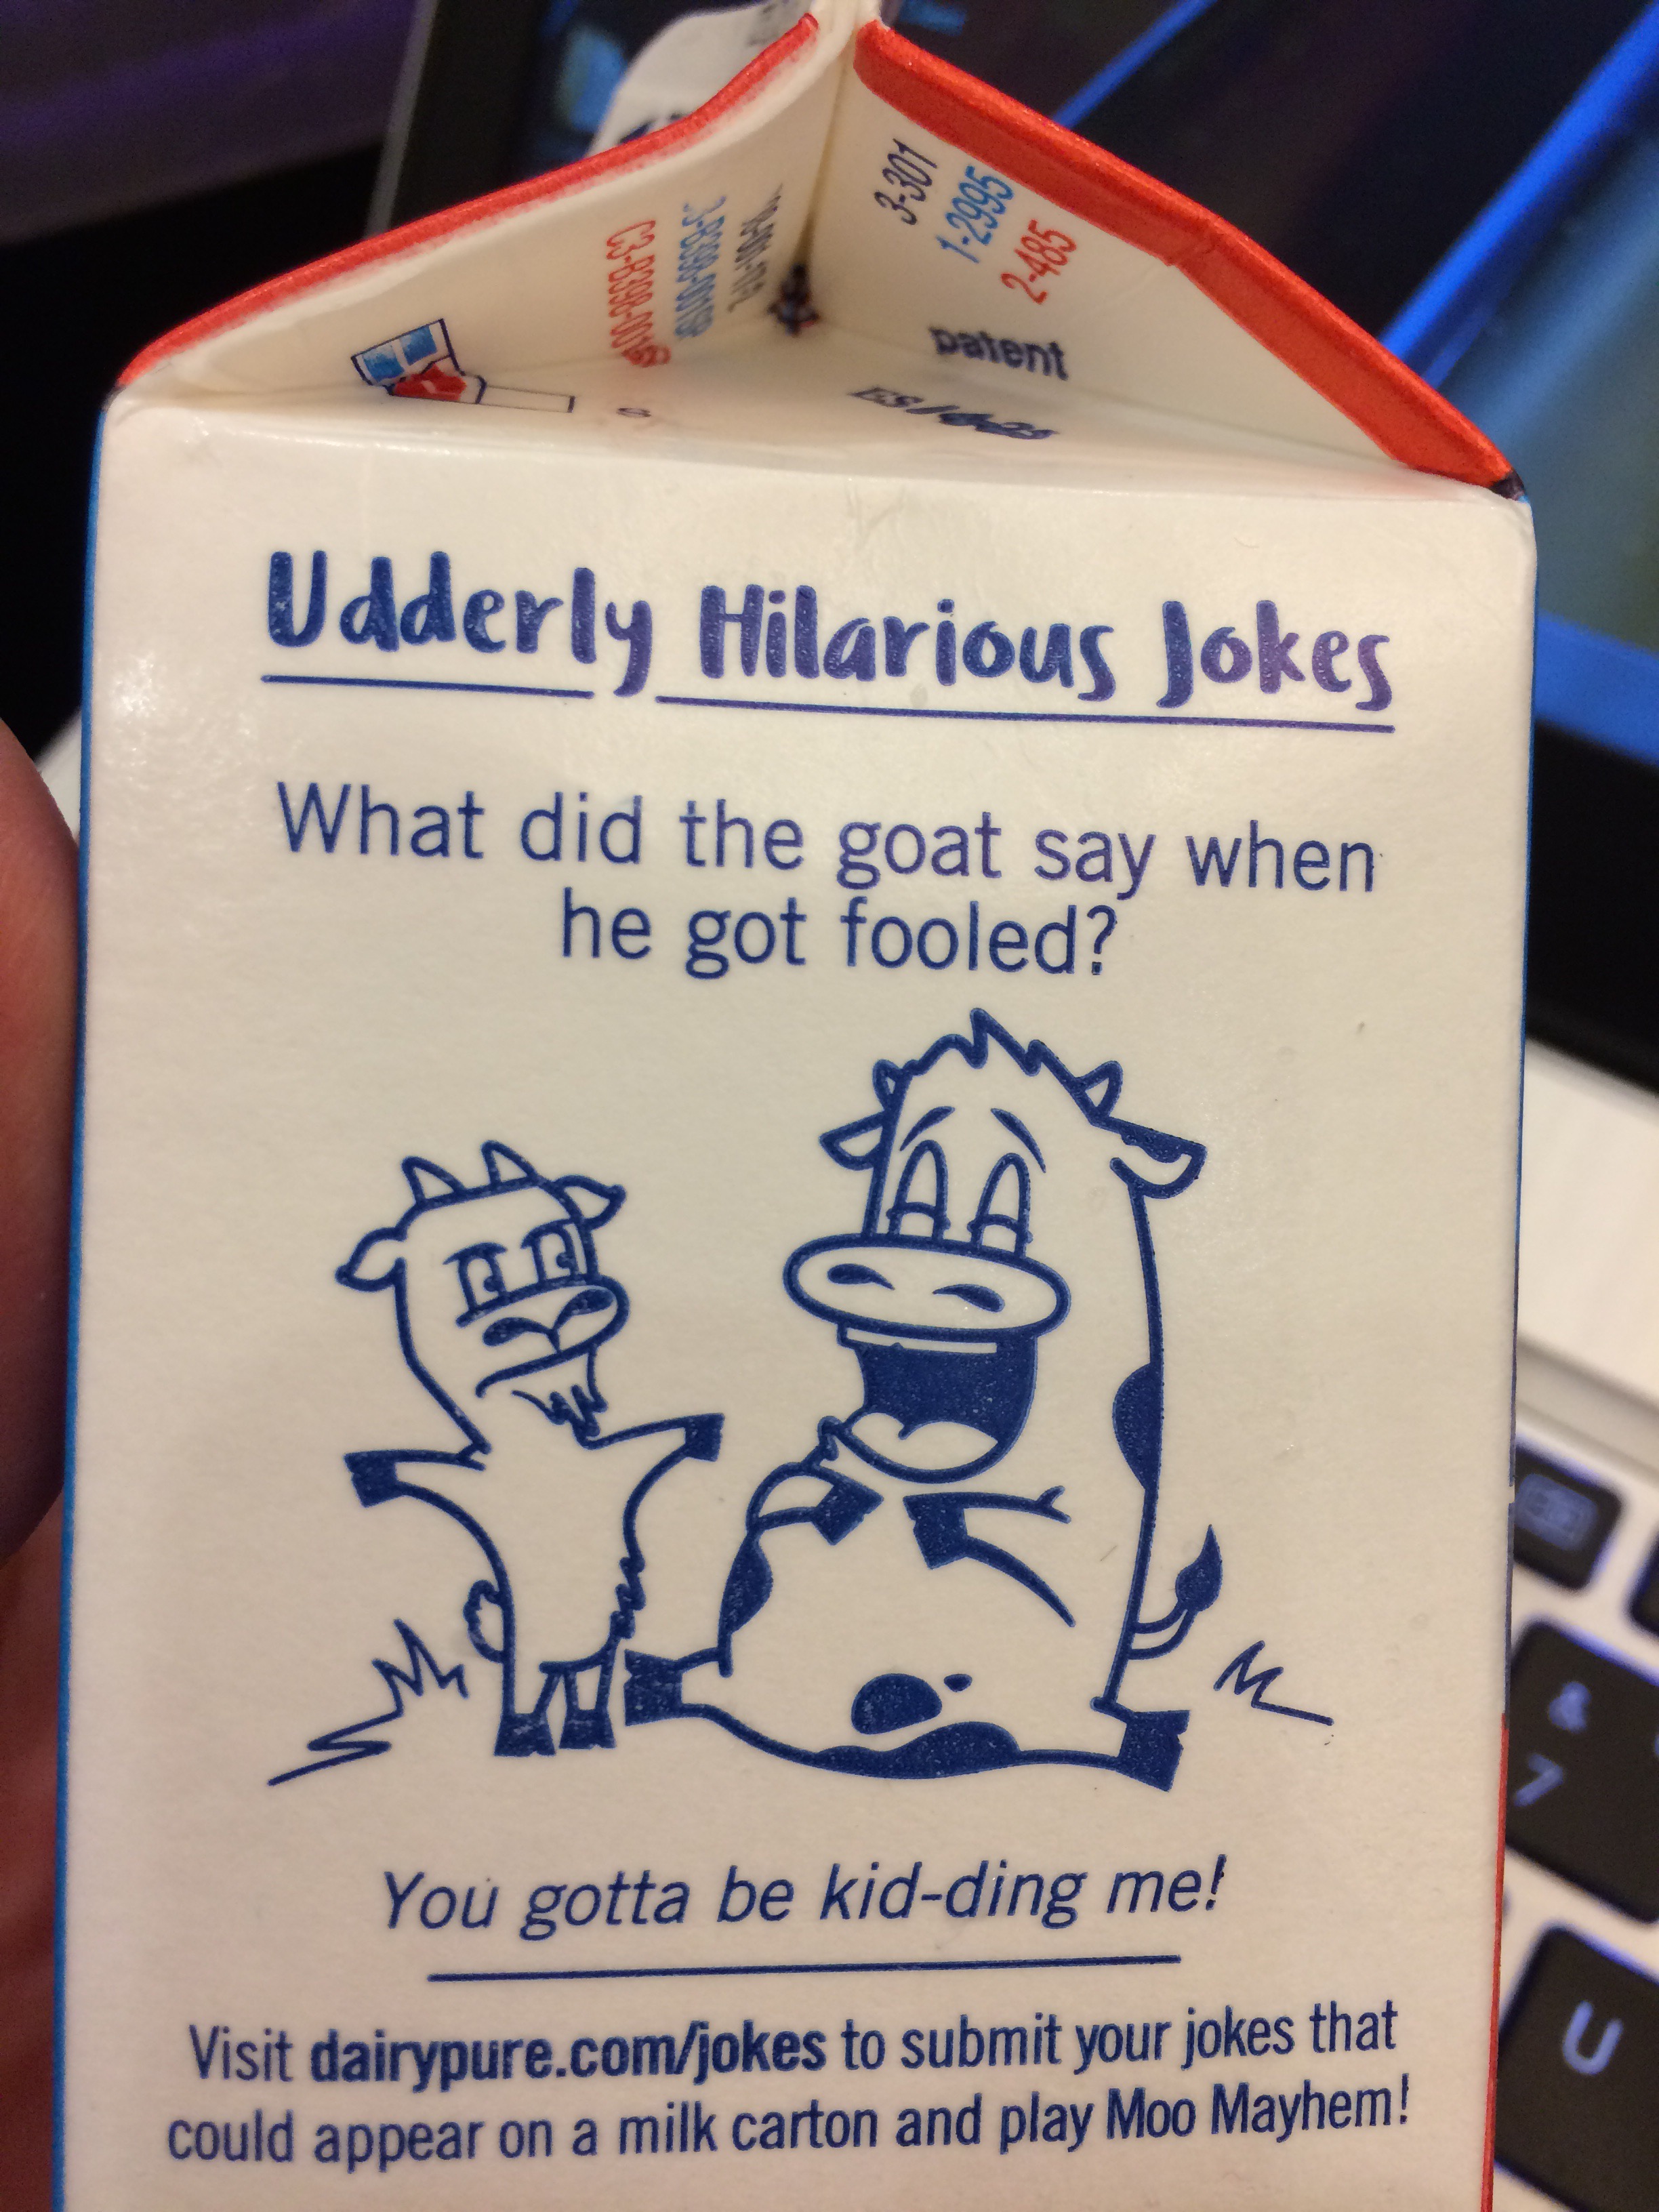 3-301
1-2995
2-485
patent
Udderly Hilarious Jokes
What did the goat say when
he got fooled?
You gotta be kid-ding me!
Visit dairypure.com/jokes to submit your jokes that
could appear on a milk carton and play Moo Mayhem!
&
7
U